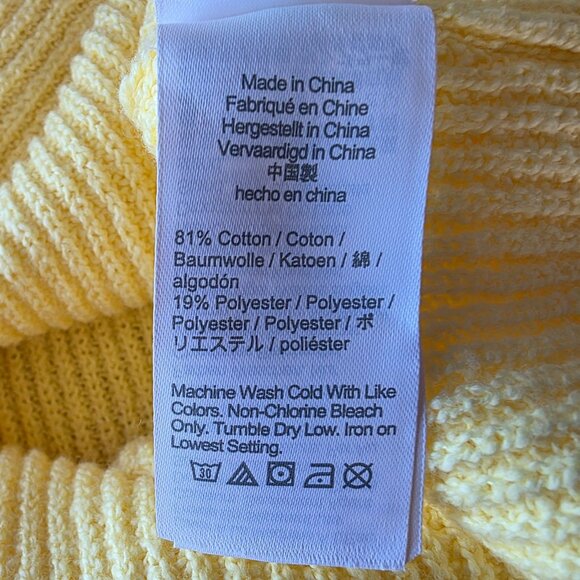 Made in China
Fabriqué en Chine
Hergestellt in China
Vervaardigd in China
中国製
hecho en china
81% Cotton / Coton /
Baumwolle / Katoen / 綿 /
algodón
19% Polyester / Polyester /
Polyester / Polyester / ポ
リエステル / poliéster
Machine Wash Cold With Like
Colors. Non-Chlorine Bleach
Only. Tumble Dry Low. Iron on
Lowest Setting.
30